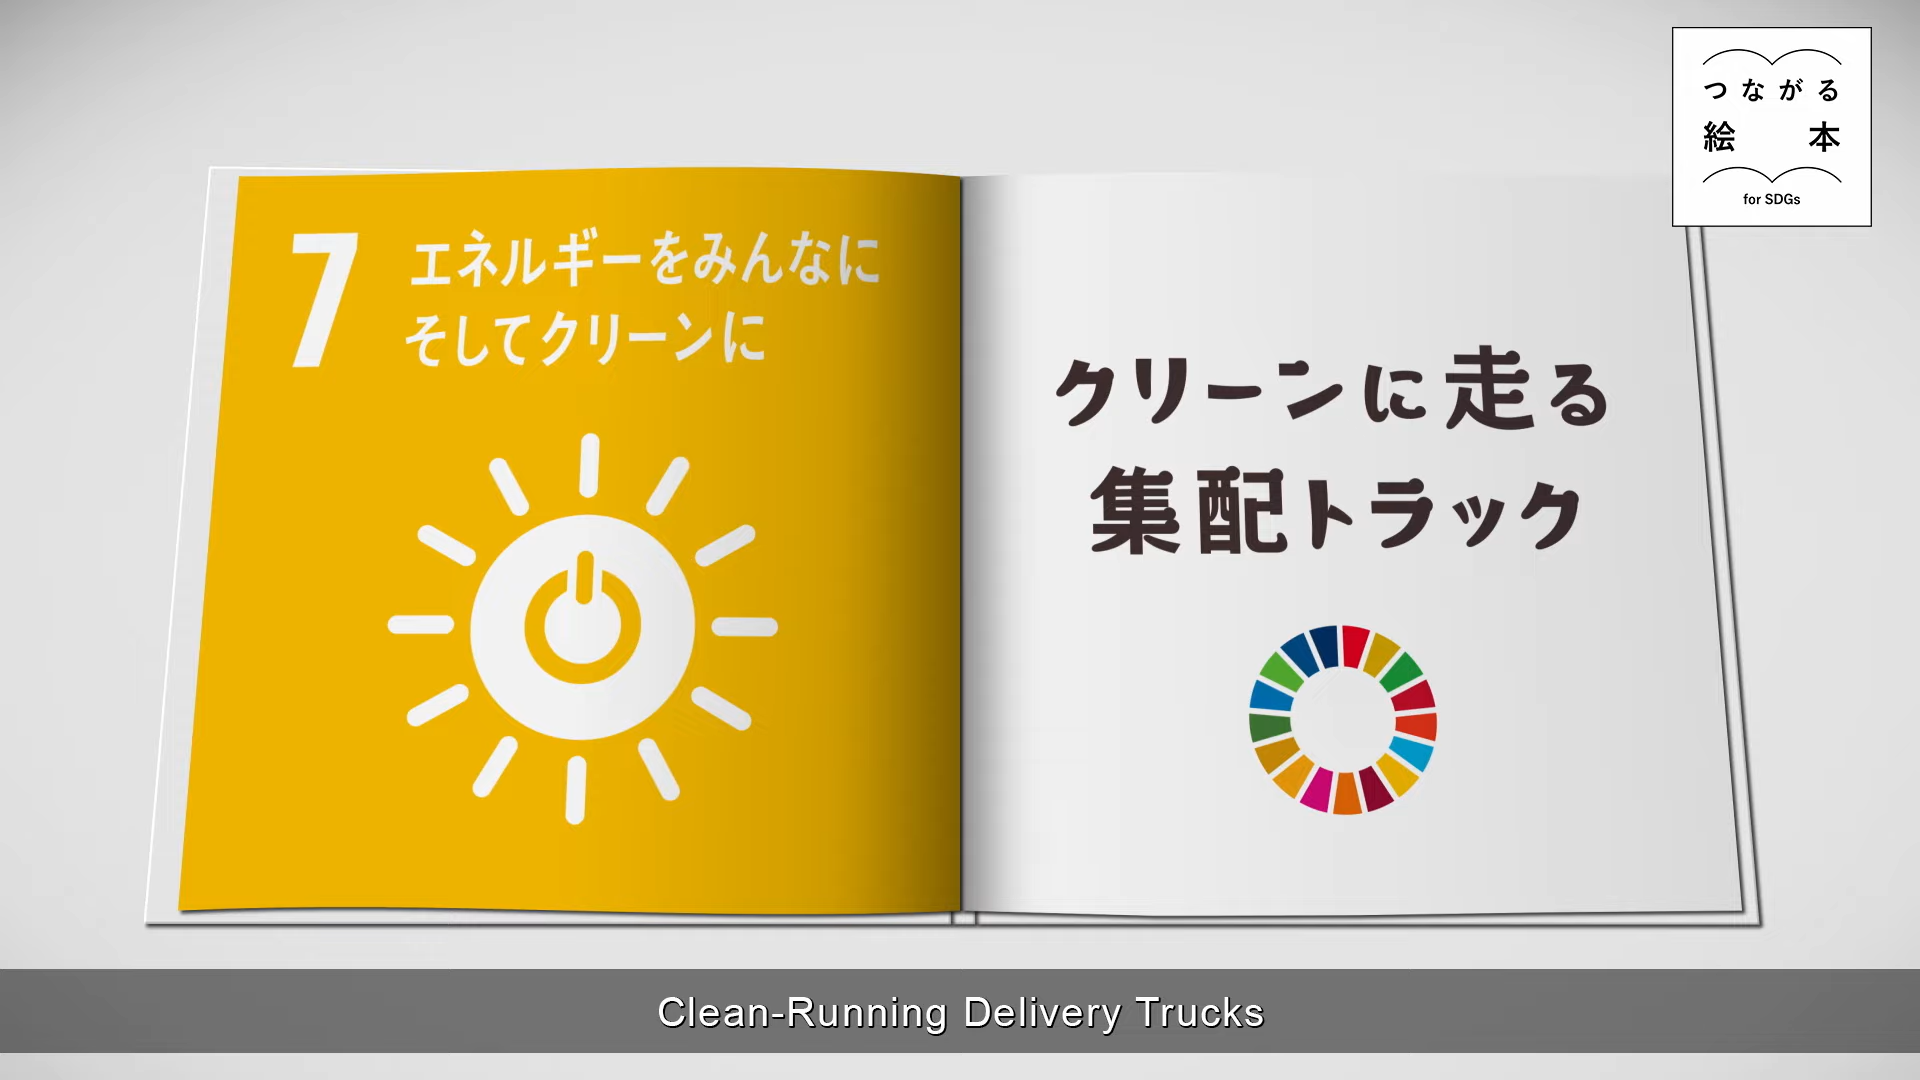 つながる
絵本
for SDGs
7
エネルギーをみんなに
そしてクリーンに
クリーンに走る
集配トラック
Clean-Running Delivery Trucks